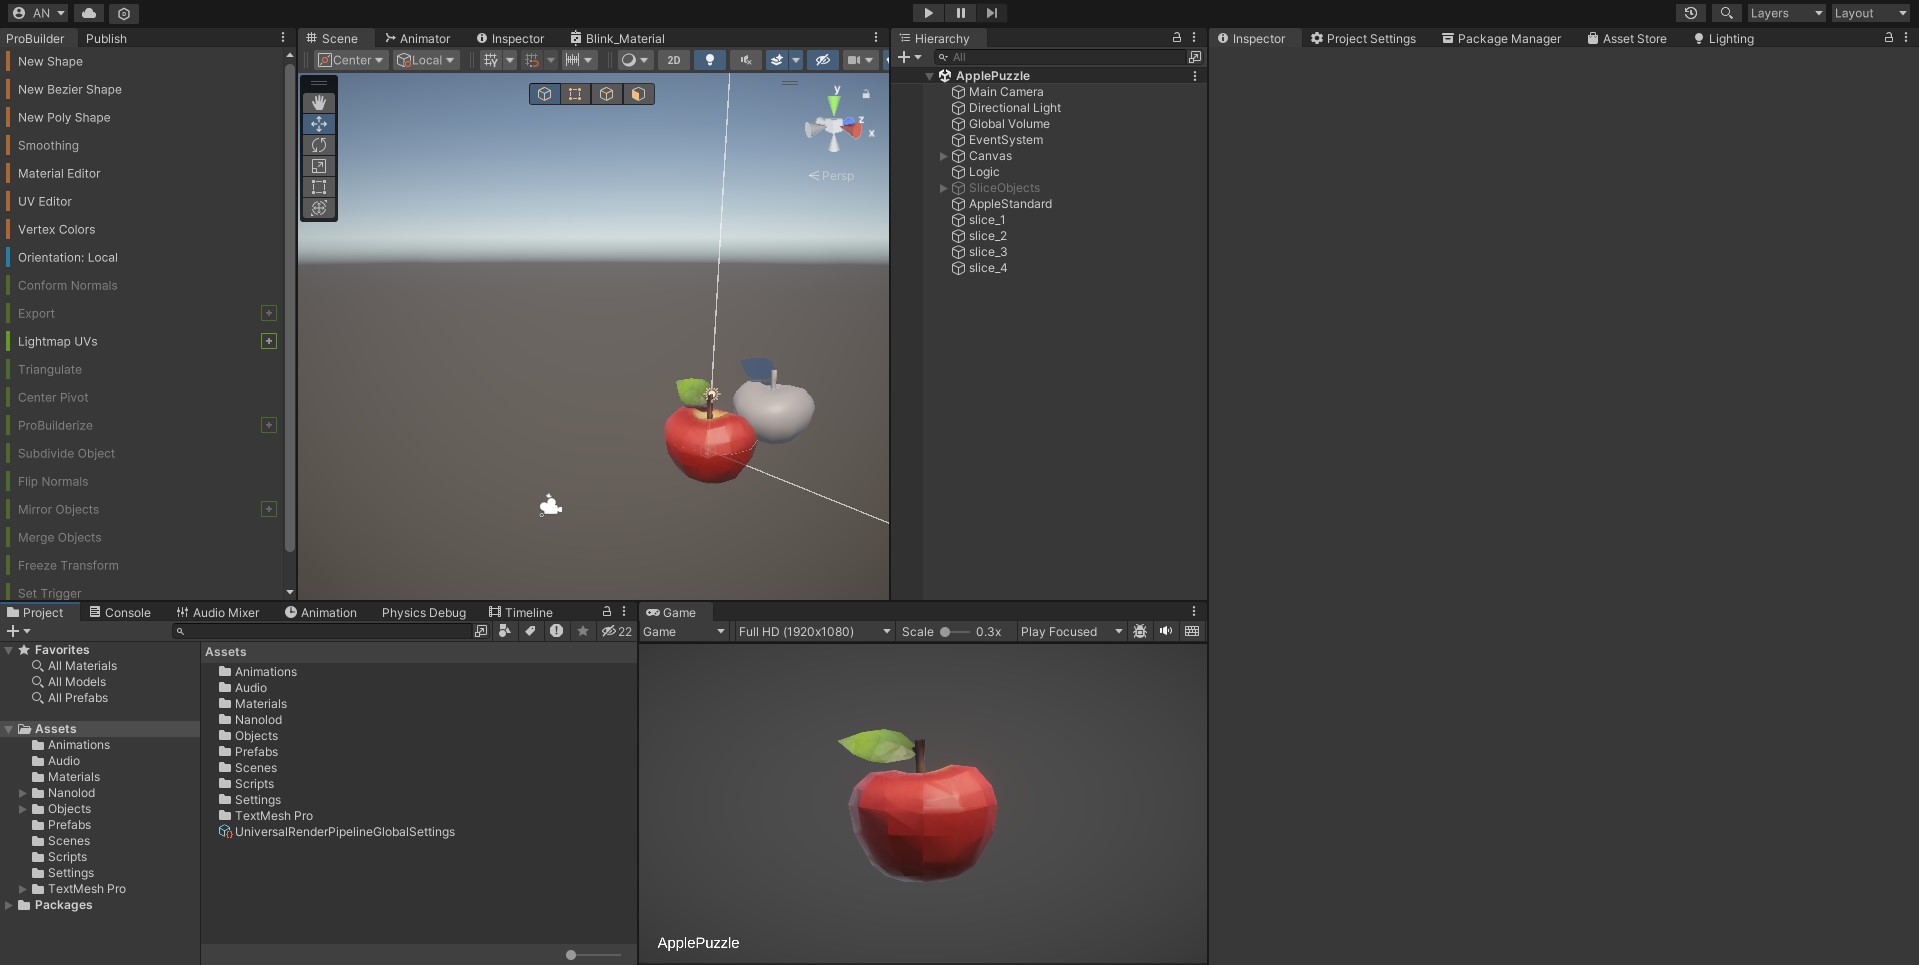 AN
Layers
Layout
ProBuilder
Publish
New Shape
New Bezier Shape
New Poly Shape
Smoothing
Material Editor
UV Editor
Vertex Colors
Orientation: Local
Conform Normals
Export
Lightmap UVs
Triangulate
Center Pivot
ProBuilderize
Subdivide Object
Flip Normals
Mirror Objects
Merge Objects
Freeze Transform
Set Trigger
Scene
Animator
Inspector
Blink_Material
Center
Local
2D
y
z
x
Persp
Hierarchy
All
ApplePuzzle
Main Camera
Directional Light
Global Volume
EventSystem
Canvas
Logic
SliceObjects
AppleStandard
slice_1
slice_2
slice_3
slice_4
Inspector
Project Settings
Package Manager
Asset Store
Lighting
Project
Console
Audio Mixer
Animation
Physics Debug
Timeline
22
Favorites
All Materials
All Models
All Prefabs
Assets
Animations
Audio
Materials
Nanolod
Objects
Prefabs
Scenes
Scripts
Settings
TextMesh Pro
Packages
Assets
Animations
Audio
Materials
Nanolod
Objects
Prefabs
Scenes
Scripts
Settings
TextMesh Pro
UniversalRenderPipelineGlobalSettings
Game
Game
Full HD (1920x1080)
Scale
0.3x
Play Focused
ApplePuzzle